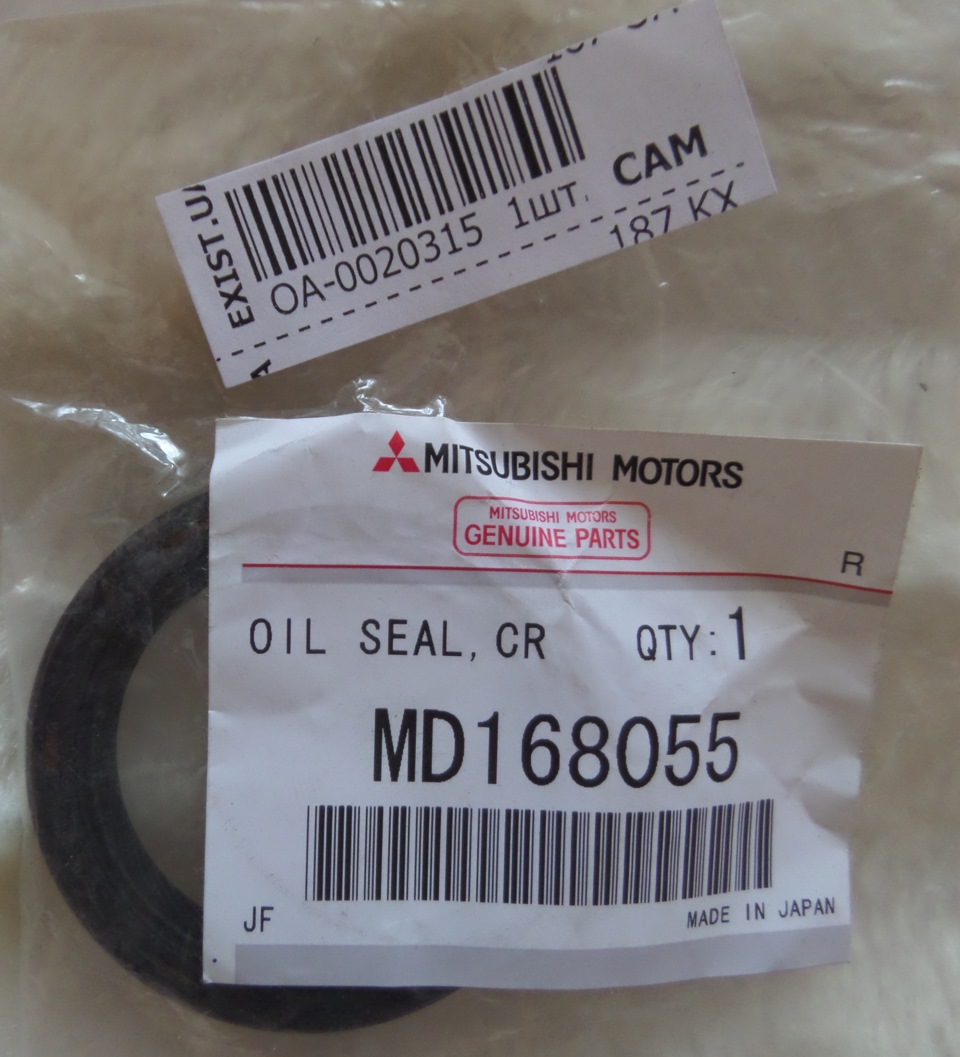 EXIST.UA
OA-0020315 1шт.
САМ
187 КХ
MITSUBISHI MOTORS
MITSUBISHI MOTORS
GENUINE PARTS
R
OIL SEAL,CR QTY:1
MD168055
JF
MADE IN JAPAN